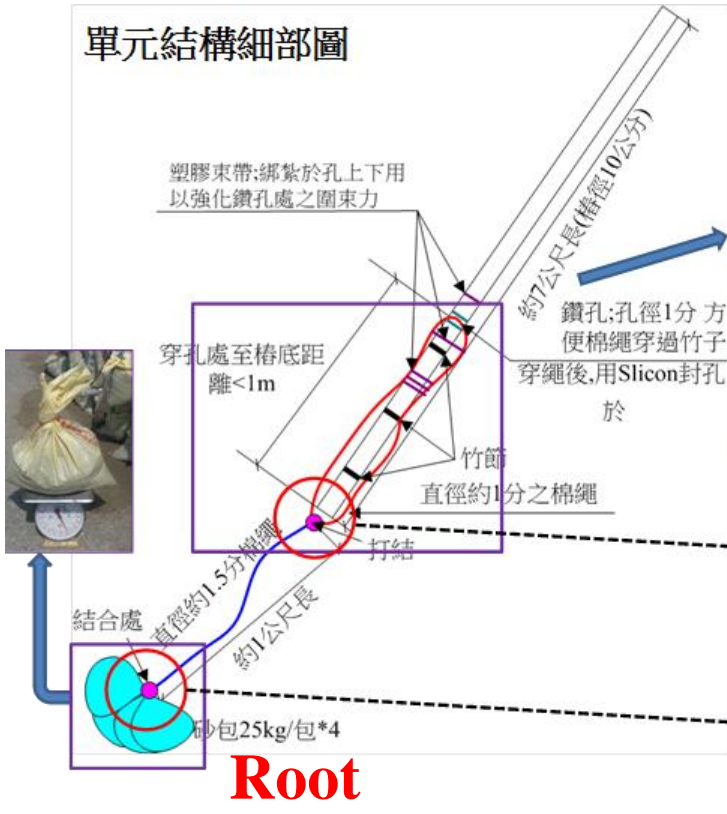 單元結構細部圖
塑膠束帶;綁紮於孔上下用
以強化鑽孔處之圍束力
約7公尺長(樁徑10公分)
鑽孔;孔徑1分 方
便棉繩穿過竹子
穿繩後,用Slicon封孔
於
穿孔處至樁底距
離<1m
竹節
直徑約1分之棉繩
打結
直徑約1.5分棉繩
約1公尺長
結合處
砂包25kg/包*4
Root